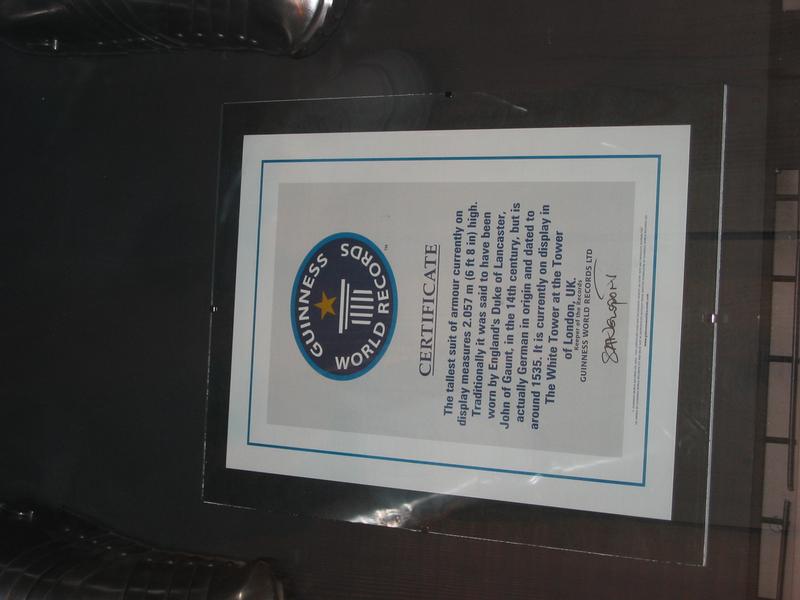 GUINNESS
WORLD RECORDS
TM
CERTIFICATE
The tallest suit of armour currently on
display measures 2.057 m (6 ft 8 in) high.
Traditionally it was said to have been
worn by England's Duke of Lancaster,
John of Gaunt, in the 14th century, but is
actually German in origin and dated to
around 1535. It is currently on display in
The White Tower at the Tower
of London, UK.
Keeper of the Records
GUINNESS WORLD RECORDS LTD